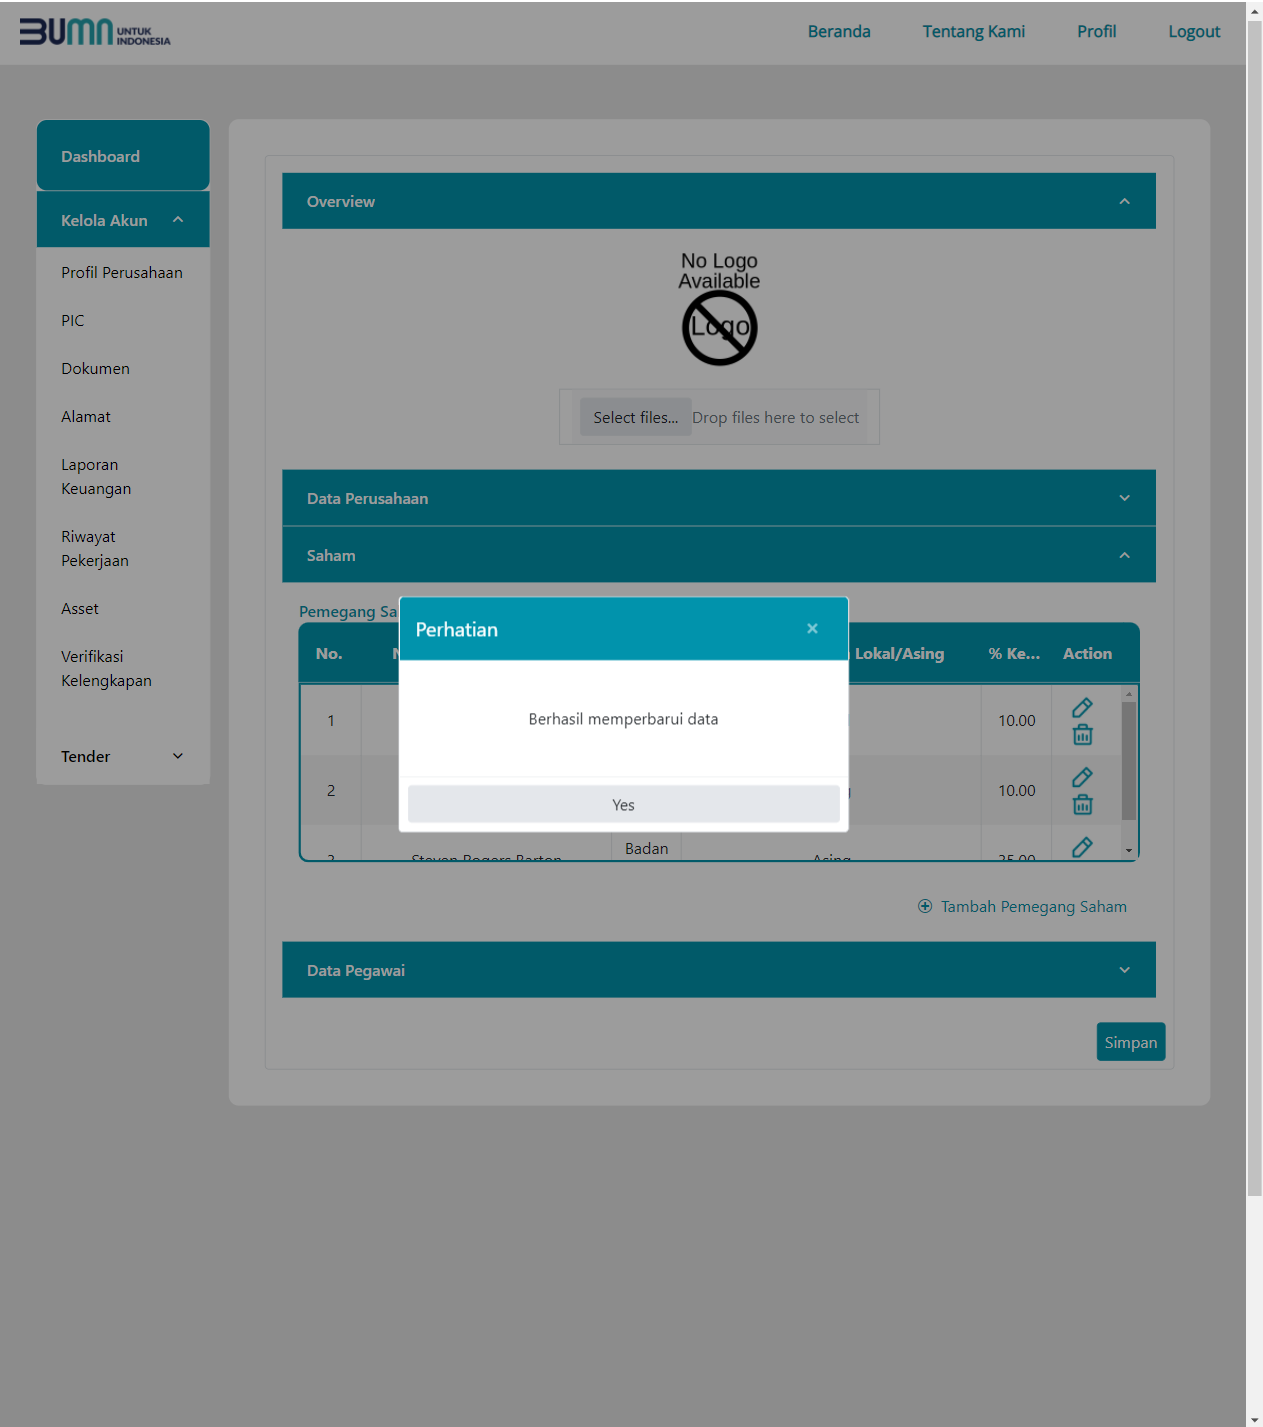 BUMN UNTUK INDONESIA
Beranda
Tentang Kami
Profil
Logout
Dashboard
Kelola Akun
Profil Perusahaan
PIC
Dokumen
Alamat
Laporan
Keuangan
Riwayat
Pekerjaan
Asset
Verifikasi
Kelengkapan
Tender
Overview
No Logo
Available
Logo
Select files... Drop files here to select
Data Perusahaan
Saham
Pemegang Sa
No. Lokal/Asing % Ke... Action
1 10.00
2 10.00
3 Steven Rogers Barton Badan Asing 35.00
Perhatian
Berhasil memperbarui data
Yes
Tambah Pemegang Saham
Data Pegawai
Simpan